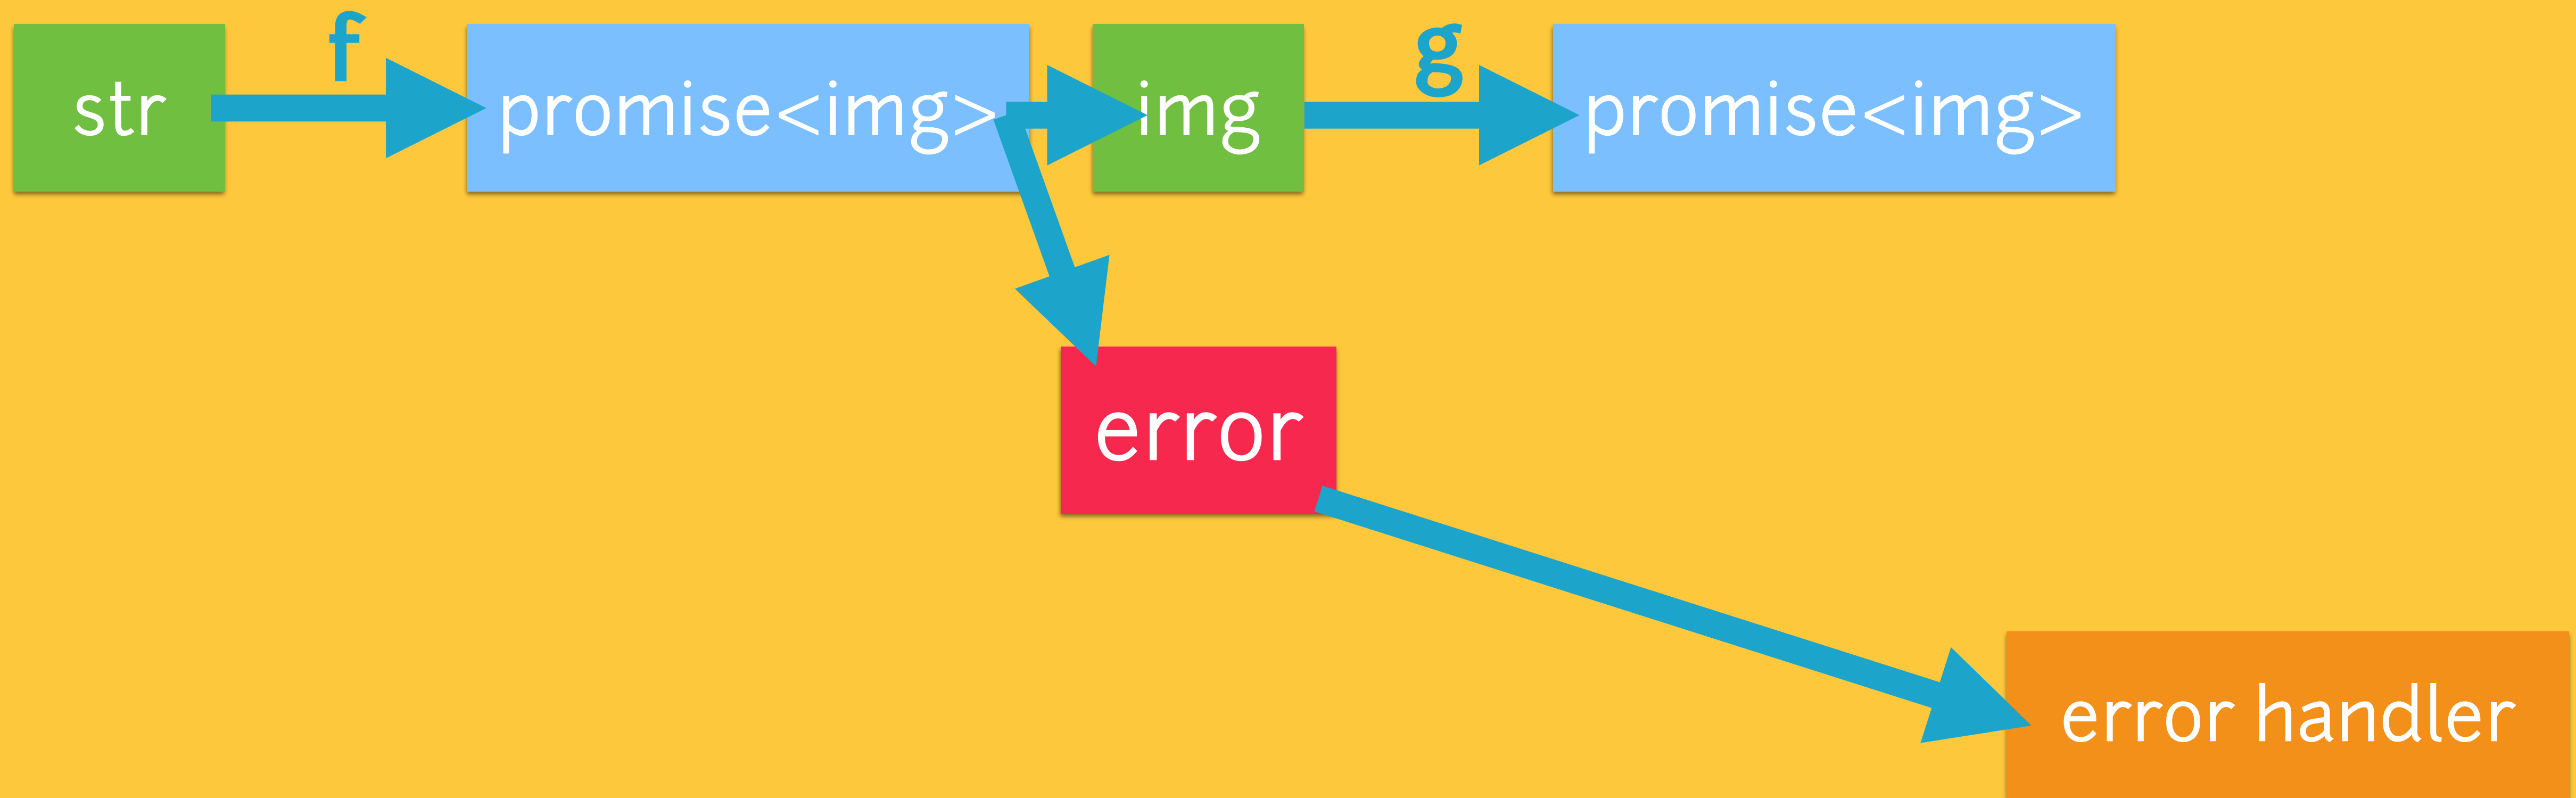 f
g
str
promise<img>
img
promise<img>
error
error handler